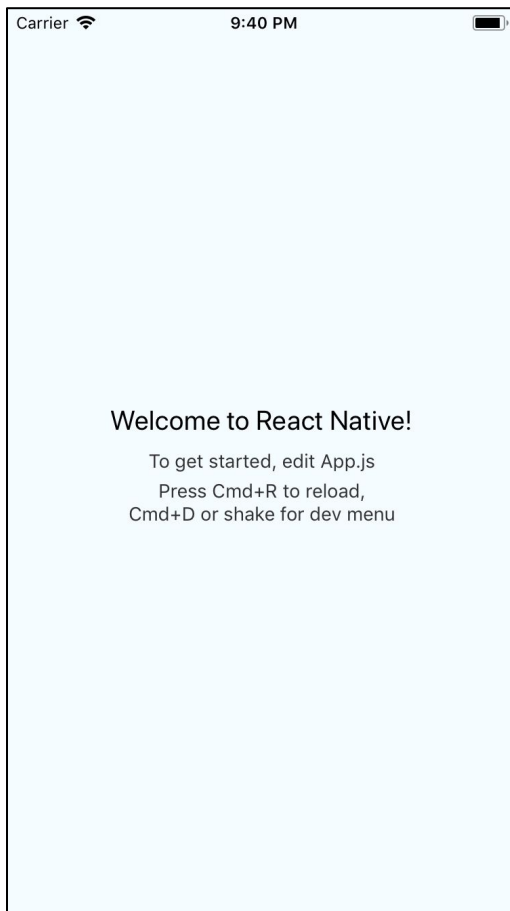 Carrier 9:40 PM
Welcome to React Native!
To get started, edit App.js
Press Cmd+R to reload,
Cmd+D or shake for dev menu